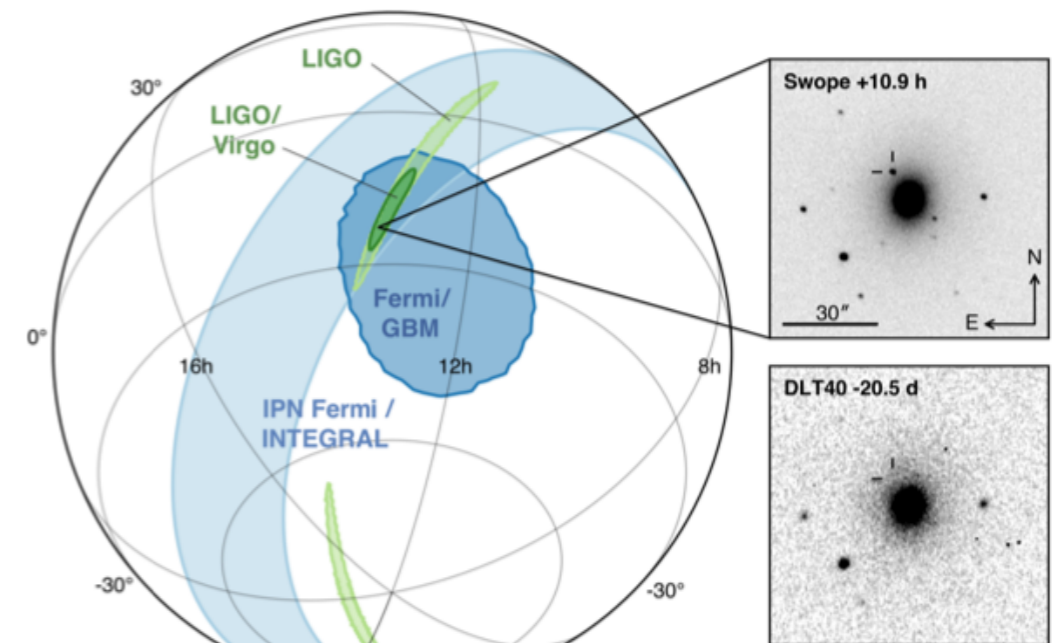 LIGO
30°
LIGO/
Virgo
Swope +10.9 h
N
30"
E
Fermi/
GBM
0°
16h
12h
8h
DLT40 -20.5 d
IPN Fermi /
INTEGRAL
-30°
-30°